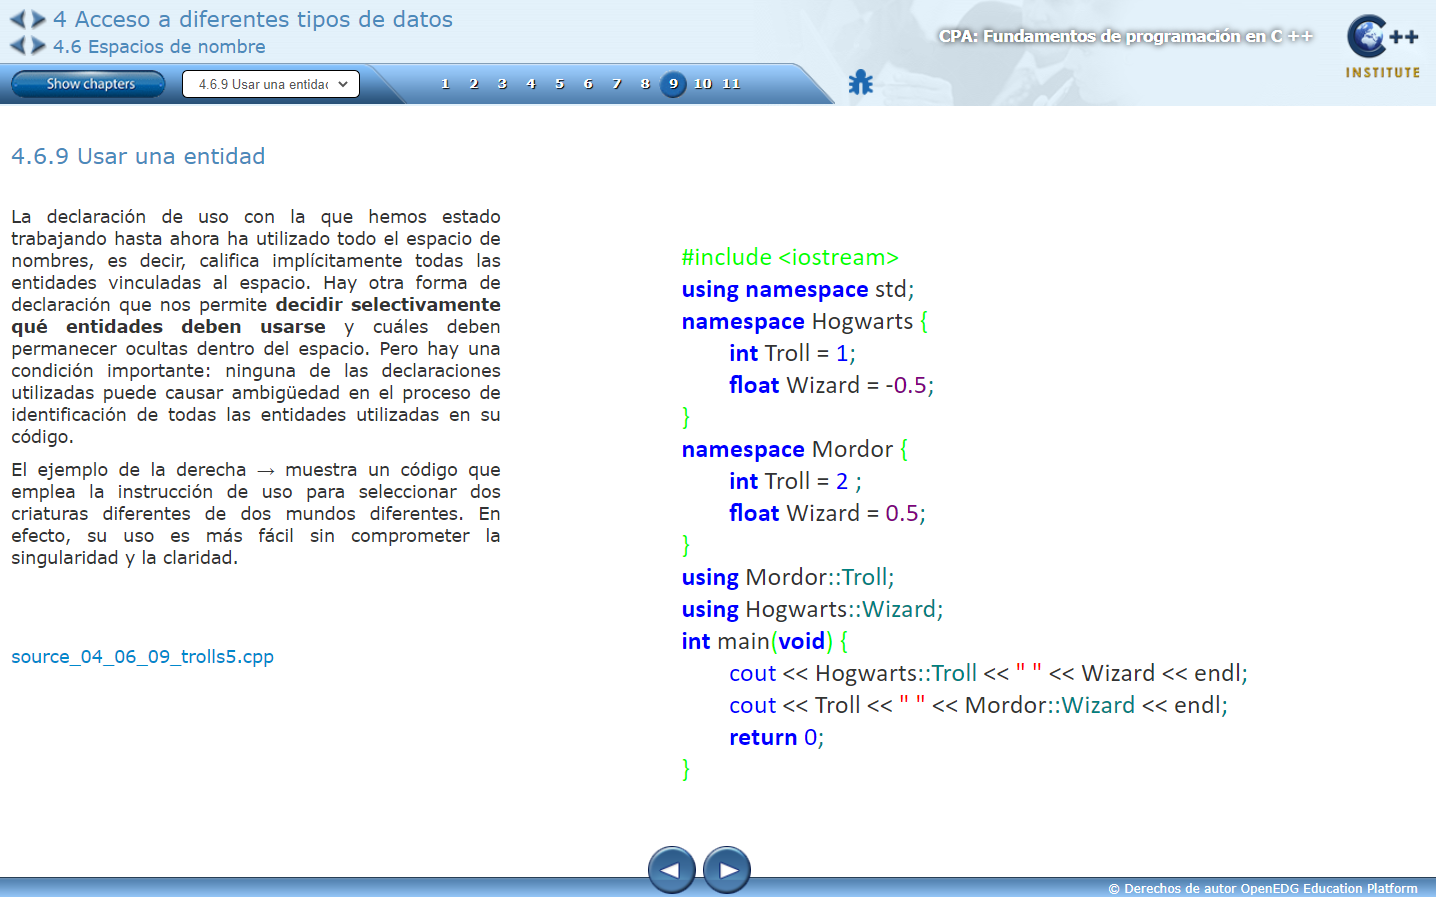 4 Acceso a diferentes tipos de datos
4.6 Espacios de nombre
CPA: Fundamentos de programación en C ++
C++
INSTITUTE
Show chapters
4.6.9 Usar una entidad
1 2 3 4 5 6 7 8 9 10 11
4.6.9 Usar una entidad
La declaración de uso con la que hemos estado
trabajando hasta ahora ha utilizado todo el espacio de
nombres, es decir, califica implícitamente todas las
entidades vinculadas al espacio. Hay otra forma de
declaración que nos permite decidir selectivamente
qué entidades deben usarse y cuáles deben
permanecer ocultas dentro del espacio. Pero hay una
condición importante: ninguna de las declaraciones
utilizadas puede causar ambigüedad en el proceso de
identificación de todas las entidades utilizadas en su
código.
El ejemplo de la derecha → muestra un código que
emplea la instrucción de uso para seleccionar dos
criaturas diferentes de dos mundos diferentes. En
efecto, su uso es más fácil sin comprometer la
singularidad y la claridad.
source_04_06_09_trolls5.cpp
#include <iostream>
using namespace std;
namespace Hogwarts {
int Troll = 1;
float Wizard = -0.5;
}
namespace Mordor {
int Troll = 2 ;
float Wizard = 0.5;
}
using Mordor::Troll;
using Hogwarts::Wizard;
int main(void) {
cout << Hogwarts::Troll << " " << Wizard << endl;
cout << Troll << " " << Mordor::Wizard << endl;
return 0;
}
© Derechos de autor OpenEDG Education Platform